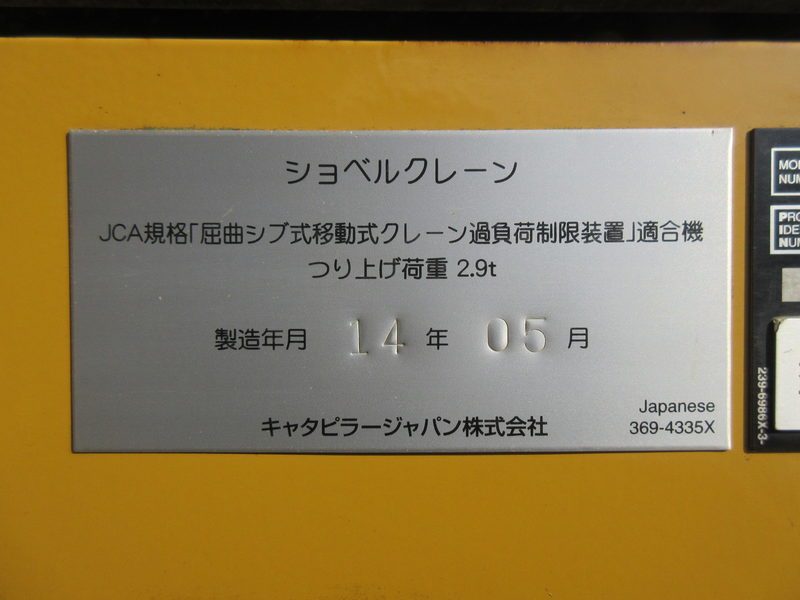 ショベルクレーン
JCA規格「屈曲ジブ式移動式クレーン過負荷制限装置」適合機
つり上げ荷重 2.9t
製造年月 14 年 05 月
キャタピラージャパン株式会社
Japanese
369-4335X
NUM
239-6986X-3-